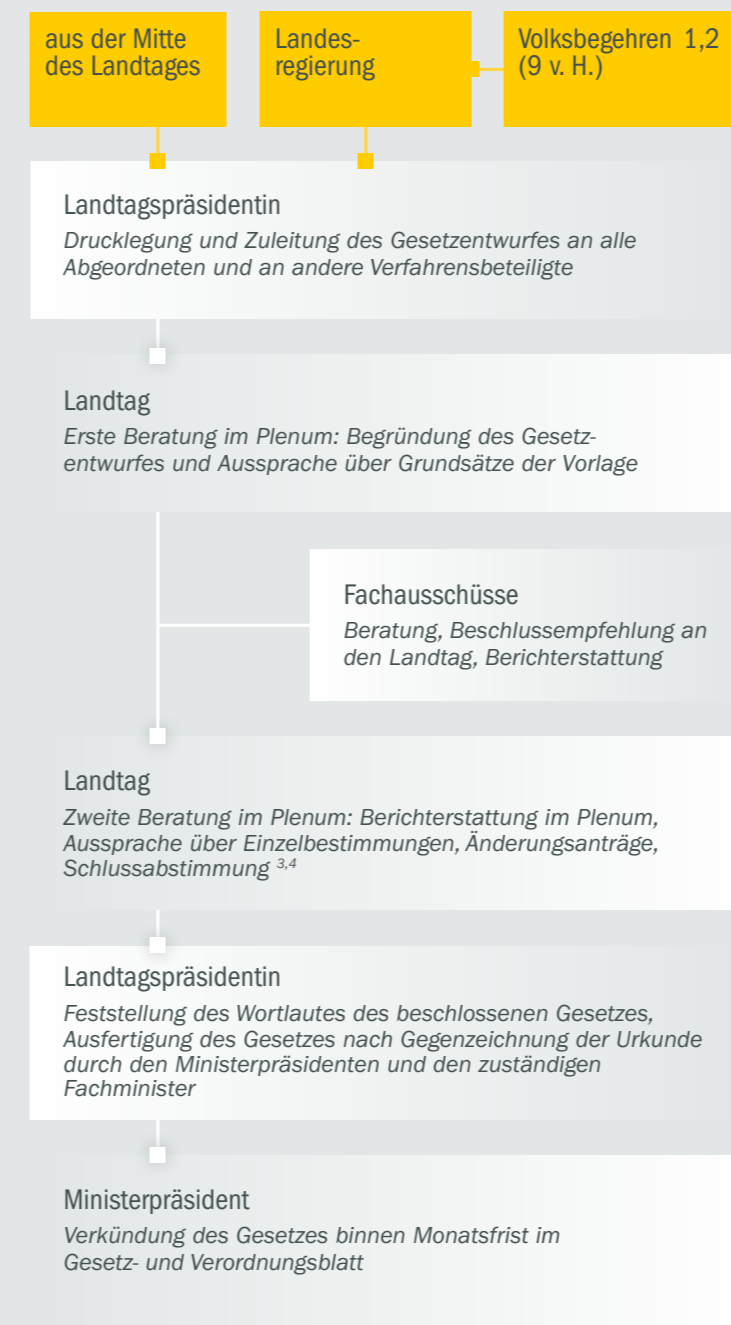 aus der Mitte
des Landtages
Landes-
regierung
Volksbegehren 1,2
(9 v. H.)
Landtagspräsidentin
Drucklegung und Zuleitung des Gesetzentwurfes an alle
Abgeordneten und an andere Verfahrensbeteiligte
Landtag
Erste Beratung im Plenum: Begründung des Gesetz-
entwurfes und Aussprache über Grundsätze der Vorlage
Fachausschüsse
Beratung, Beschlussempfehlung an
den Landtag, Berichterstattung
Landtag
Zweite Beratung im Plenum: Berichterstattung im Plenum,
Aussprache über Einzelbestimmungen, Änderungsanträge,
Schlussabstimmung 3,4
Landtagspräsidentin
Feststellung des Wortlautes des beschlossenen Gesetzes,
Ausfertigung des Gesetzes nach Gegenzeichnung der Urkunde
durch den Ministerpräsidenten und den zuständigen
Fachminister
Ministerpräsident
Verkündung des Gesetzes binnen Monatsfrist im
Gesetz- und Verordnungsblatt